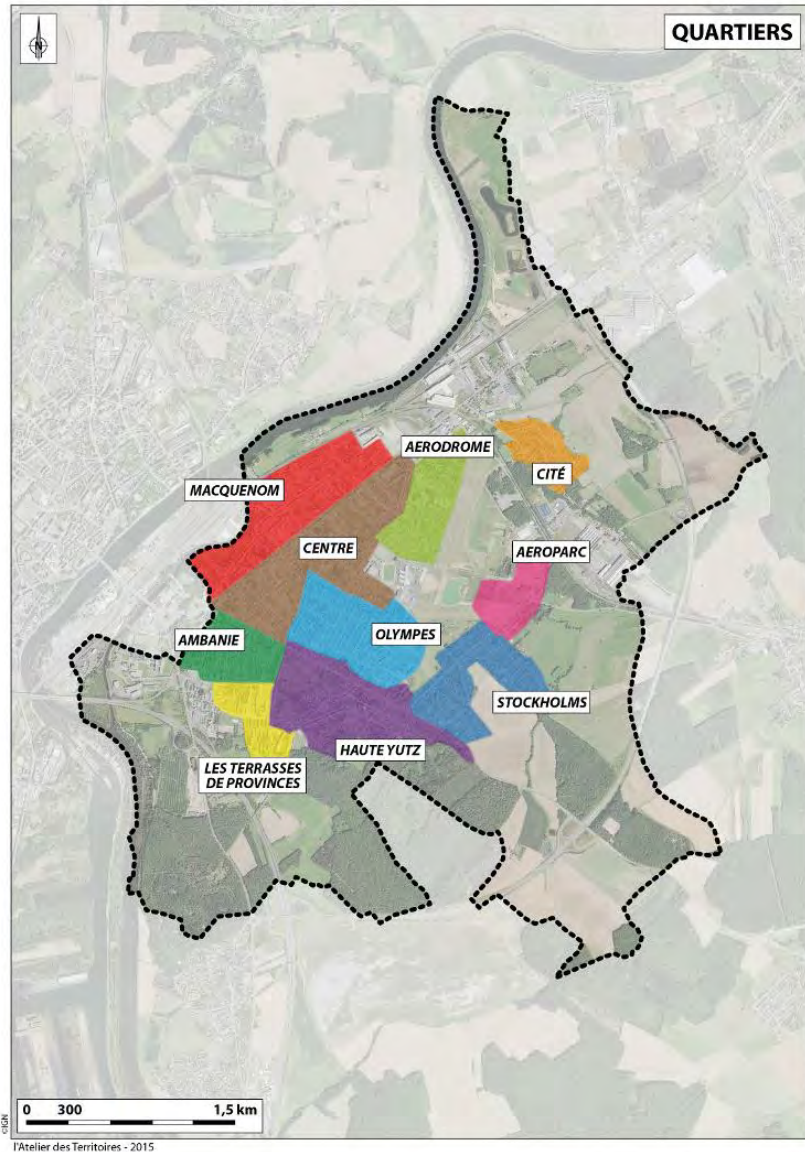 N
QUARTIERS
AERODROME
CITÉ
MACQUENOM
CENTRE
AEROPARC
AMBANIE
OLYMPES
STOCKHOLMS
HAUTE YUTZ
LES TERRASSES
DE PROVINCES
0 300 1,5 km
©IGN
l'Atelier des Territoires - 2015